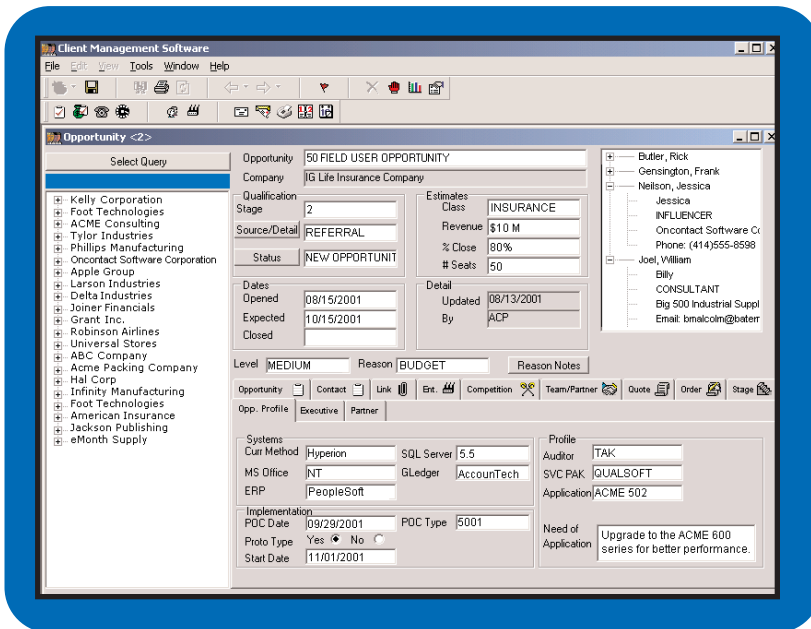 Client Management Software
File Edit View Tools Window Help
Opportunity <2>
Select Query
Kelly Corporation
Foot Technologies
ACME Consulting
Tylor Industries
Phillips Manufacturing
Oncontact Software Corporation
Apple Group
Larson Industries
Delta Industries
Joiner Financials
Grant Inc.
Robinson Airlines
Universal Stores
ABC Company
Acme Packing Company
Hal Corp
Infinity Manufacturing
Foot Technologies
American Insurance
Jackson Publishing
eMonth Supply
Opportunity 50 FIELD USER OPPORTUNITY
Company IG Life Insurance Company
Qualification
Stage 2
Source/Detail REFERRAL
Status NEW OPPORTUNIT
Estimates
Class INSURANCE
Revenue $10 M
% Close 80%
# Seats 50
Dates
Opened 08/15/2001
Expected 10/15/2001
Closed
Detail
Updated 08/13/2001
By ACP
Butler, Rick
Gensington, Frank
Neilson, Jessica
Jessica
INFLUENCER
Oncontact Software Co
Phone: (414)555-8598
Joel, William
Billy
CONSULTANT
Big 500 Industrial Suppl
Email: bmalcolm@batem
Level MEDIUM Reason BUDGET Reason Notes
Opportunity Contact Link Ent. Competition Team/Partner Quote Order Stage
Opp. Profile Executive Partner
Systems
Curr Method Hyperion SQL Server 5.5
MS Office NT GLedger AccounTech
ERP PeopleSoft
Implementation
POC Date 09/29/2001 POC Type 5001
Proto Type Yes No
Start Date 11/01/2001
Profile
Auditor TAK
SVC PAK QUALSOFT
Application ACME 502
Need of Application
Upgrade to the ACME 600
series for better performance.